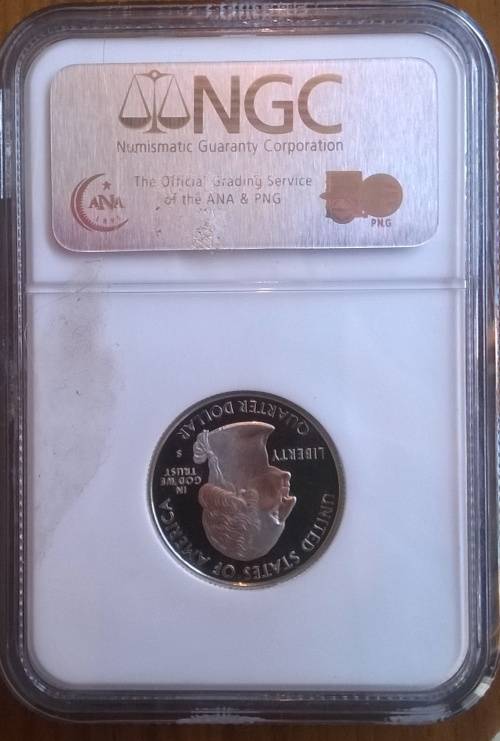 NGC
Numismatic Guaranty Corporation
The Official Grading Service
of the ANA & PNG
ANA
1891
PNG
UNITED STATES OF AMERICA
LIBERTY
IN
GOD WE
TRUST
S
QUARTER DOLLAR